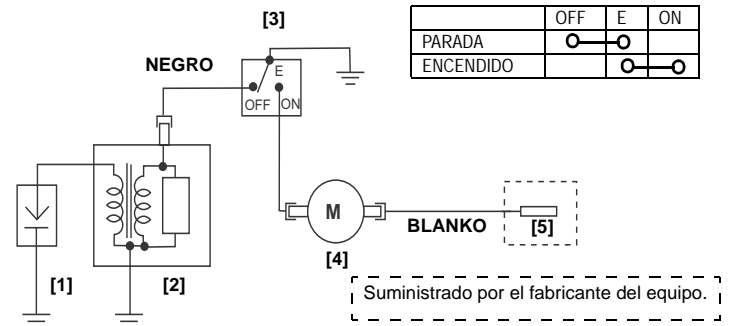 [3]
OFF E ON
PARADA
ENCENDIDO
NEGRO
E
OFF ON
M
BLANKO
[5]
[4]
[1]
[2]
Suministrado por el fabricante del equipo.